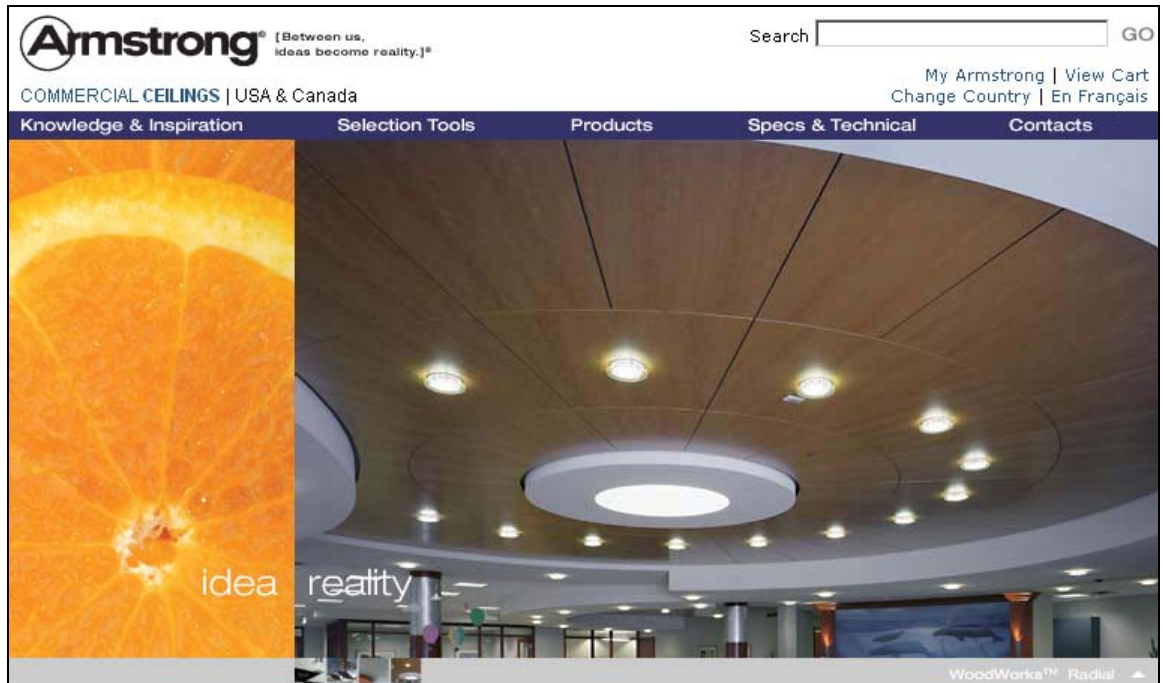 Armstrong® [Between us,
ideas become reality.]®
Search GO
My Armstrong | View Cart
COMMERCIAL CEILINGS | USA & Canada
Change Country | En Français
Knowledge & Inspiration Selection Tools Products Specs & Technical Contacts
idea reality
WoodWorks™ Radial